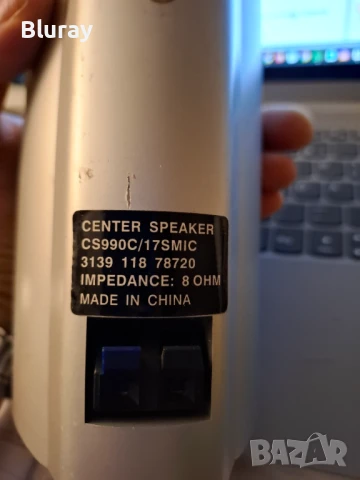 Bluray
CENTER SPEAKER
CS990C/17SMIC
3139 118 78720
IMPEDANCE: 8 OHM
MADE IN CHINA
BAZAR